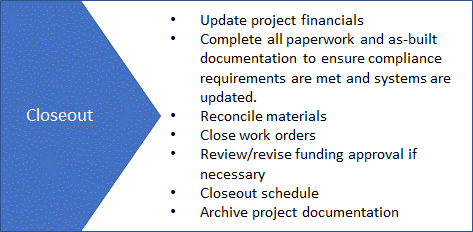 Closeout
• Update project financials
• Complete all paperwork and as-built
documentation to ensure compliance
requirements are met and systems are
updated.
• Reconcile materials
• Close work orders
• Review/revise funding approval if
necessary
• Closeout schedule
• Archive project documentation